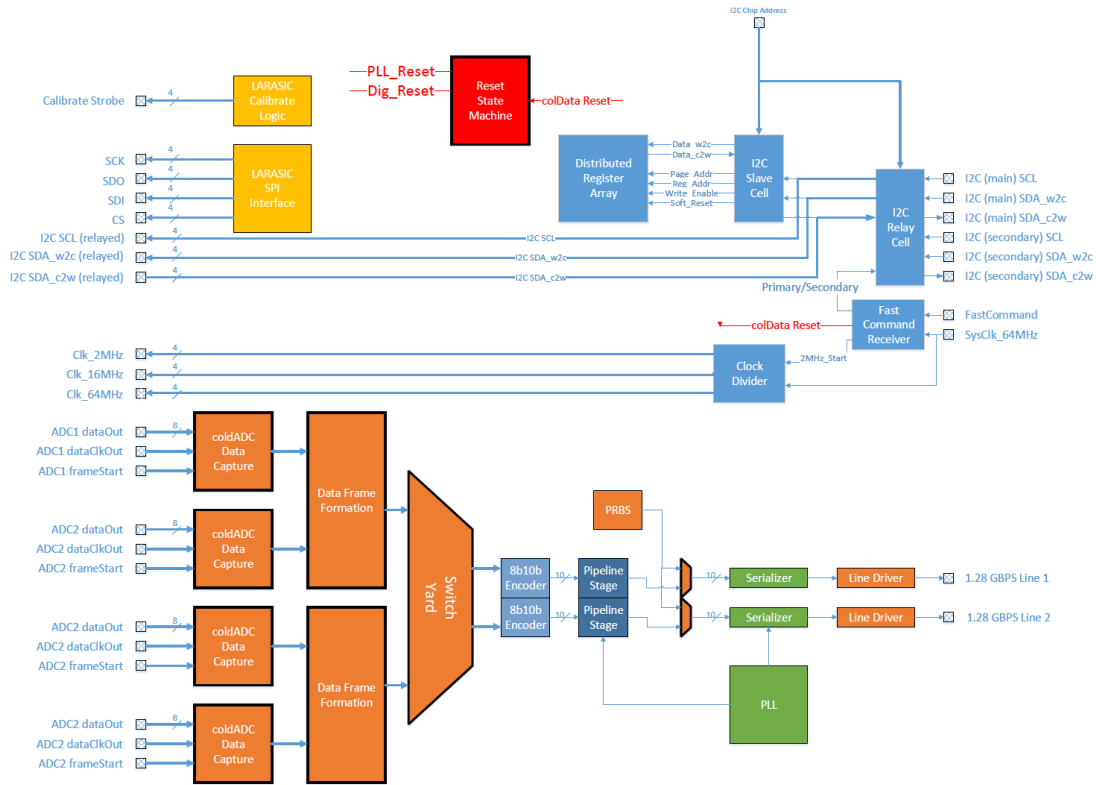 I2C Chip Address
PLL_Reset
Dig_Reset
Reset
State
Machine
colData Reset
Calibrate Strobe
4
LARASIC
Calibrate
Logic
SCK
SDO
SDI
CS
4
4
4
LARASIC
SPI
Interface
Distributed
Register
Array
Data_w2c
Data_c2w
Page_Addr
Reg_Addr
Write Enable
Soft_Reset
I2C
Slave
Cell
I2C
Relay
Cell
I2C (main) SCL
I2C (main) SDA_w2c
I2C (main) SDA_c2w
I2C (secondary) SCL
I2C (secondary) SDA_w2c
I2C (secondary) SDA_c2w
I2C SCL (relayed)
4
I2C SCL
I2C SDA_w2c (relayed)
4
I2C SDA_w2c
I2C SDA_c2w (relayed)
4
I2C SDA_c2w
Primary/Secondary
Fast
Command
Receiver
FastCommand
SysClk_64MHz
colData Reset
2MHz_Start
Clock
Divider
Clk_2MHz
4
Clk_16MHz
4
Clk_64MHz
4
ADC1 dataOut
8
ADC1 dataClkOut
ADC1 frameStart
coldADC
Data
Capture
Data Frame
Formation
ADC2 dataOut
8
ADC2 dataClkOut
ADC2 frameStart
coldADC
Data
Capture
Switch
Yard
PRBS
8b10b
Encoder
10
Pipeline
Stage
10
Serializer
Line Driver
1.28 GBPS Line 1
8b10b
Encoder
10
Pipeline
Stage
10
Serializer
Line Driver
1.28 GBPS Line 2
ADC2 dataOut
8
ADC2 dataClkOut
ADC2 frameStart
coldADC
Data
Capture
Data Frame
Formation
PLL
ADC2 dataOut
8
ADC2 dataClkOut
ADC2 frameStart
coldADC
Data
Capture